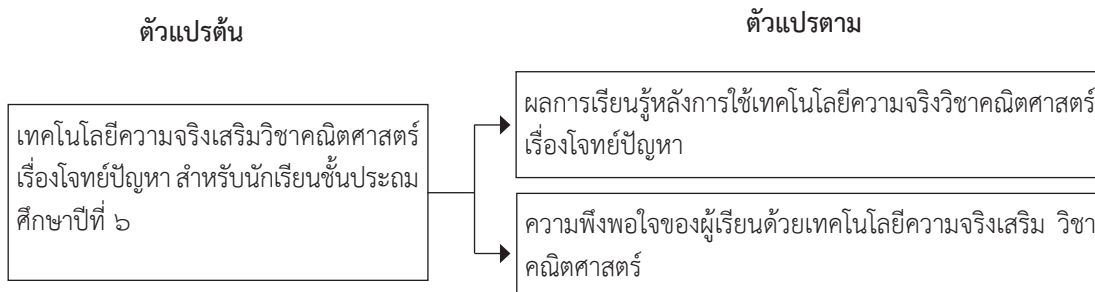 ตัวแปรต้น
ตัวแปรตาม
เทคโนโลยีความจริงเสริมวิชาคณิตศาสตร์
เรื่องโจทย์ปัญหา สำหรับนักเรียนชั้นประถม
ศึกษาปีที่ ๖
ผลการเรียนรู้หลังการใช้เทคโนโลยีความจริงวิชาคณิตศาสตร์
เรื่องโจทย์ปัญหา
ความพึงพอใจของผู้เรียนด้วยเทคโนโลยีความจริงเสริม วิชา
คณิตศาสตร์